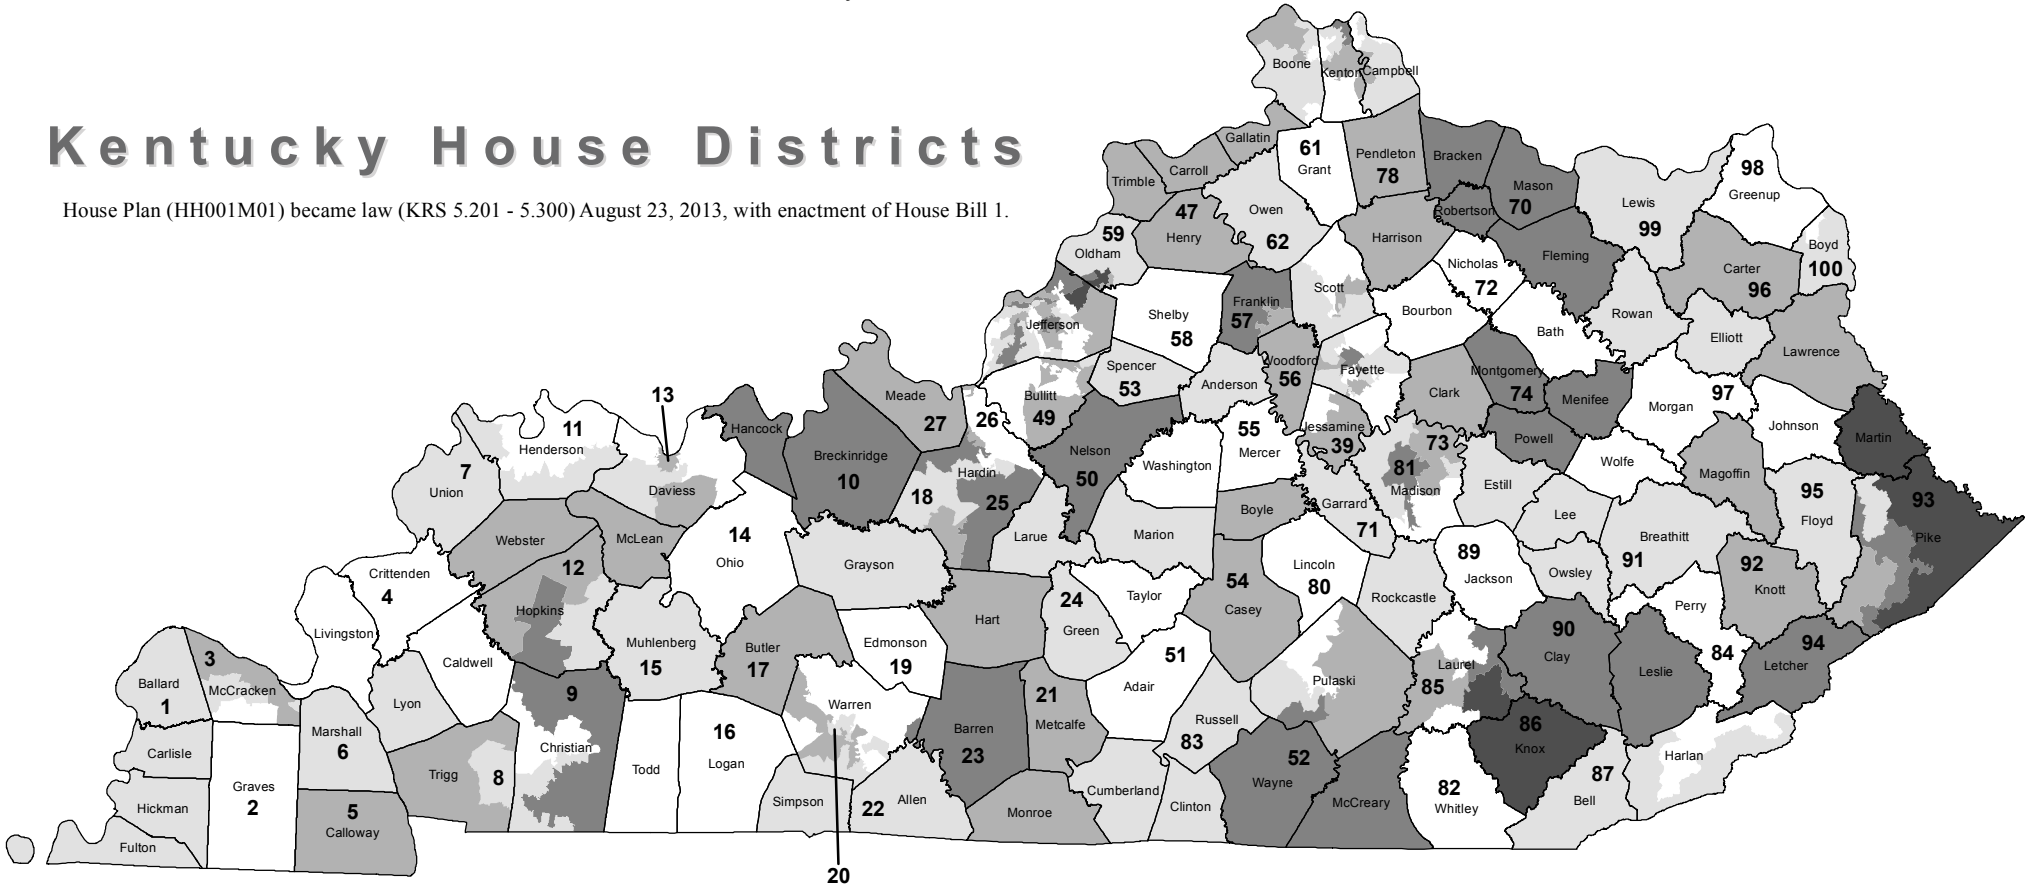 Kentucky House Districts
House Plan (HH001M01) became law (KRS 5.201 - 5.300) August 23, 2013, with enactment of House Bill 1.
Boone
Kenton
Campbell
Gallatin
61
Grant
Pendleton
78
Bracken
Mason
70
Robertson
98
Greenup
Trimble
Carroll
47
Henry
Owen
62
Harrison
Lewis
99
Boyd
100
59
Oldham
Nicholas
72
Fleming
Carter
96
Jefferson
Shelby
58
Franklin
57
Scott
Bourbon
Bath
Rowan
Elliott
Lawrence
Spencer
53
Anderson
Woodford
56
Fayette
Clark
Montgomery
74
Menifee
Morgan
97
Johnson
Martin
13
Meade
27
26
Bullitt
49
Hancock
11
Henderson
Breckinridge
10
Hardin
18
25
Nelson
50
Washington
55
Mercer
Jessamine
39
73
81
Madison
Powell
Wolfe
Magoffin
7
Union
Daviess
Estill
95
Floyd
93
Pike
Garrard
71
Lee
Breathitt
91
Boyle
Marion
Larue
14
Ohio
Webster
McLean
12
Hopkins
Grayson
Crittenden
4
Livingston
Lincoln
80
89
Jackson
Owsley
92
Knott
54
Casey
Rockcastle
Perry
84
24
Green
Taylor
Hart
Muhlenberg
15
Butler
17
Edmonson
19
Caldwell
90
Clay
Leslie
94
Letcher
3
McCracken
Ballard
1
Lyon
9
Christian
51
Adair
Pulaski
Laurel
85
21
Metcalfe
Warren
Barren
23
Russell
83
86
Knox
Harlan
Carlisle
Marshall
6
16
Logan
Todd
Trigg
8
Graves
2
Hickman
Fulton
5
Calloway
Simpson
22
Allen
Monroe
Cumberland
Clinton
52
Wayne
McCreary
82
Whitley
87
Bell
20